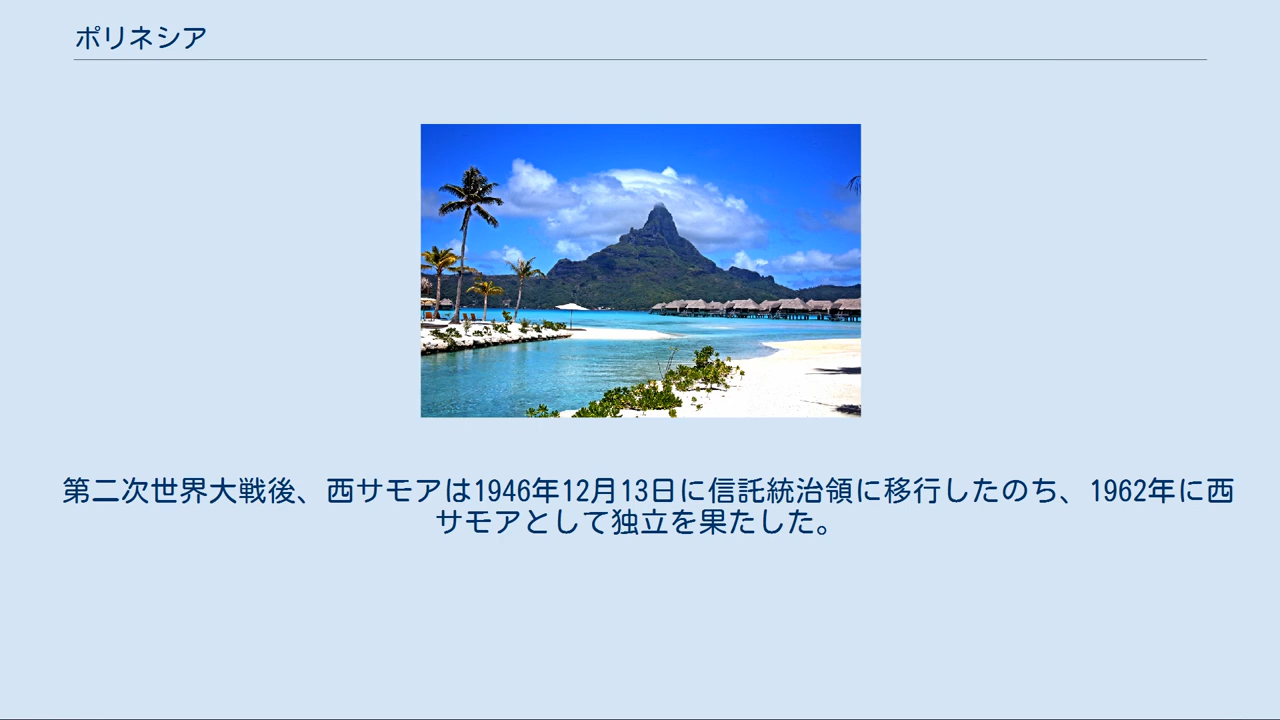 ポリネシア
第二次世界大戦後、西サモアは1946年12月13日に信託統治領に移行したのち、1962年に西
サモアとして独立を果たした。